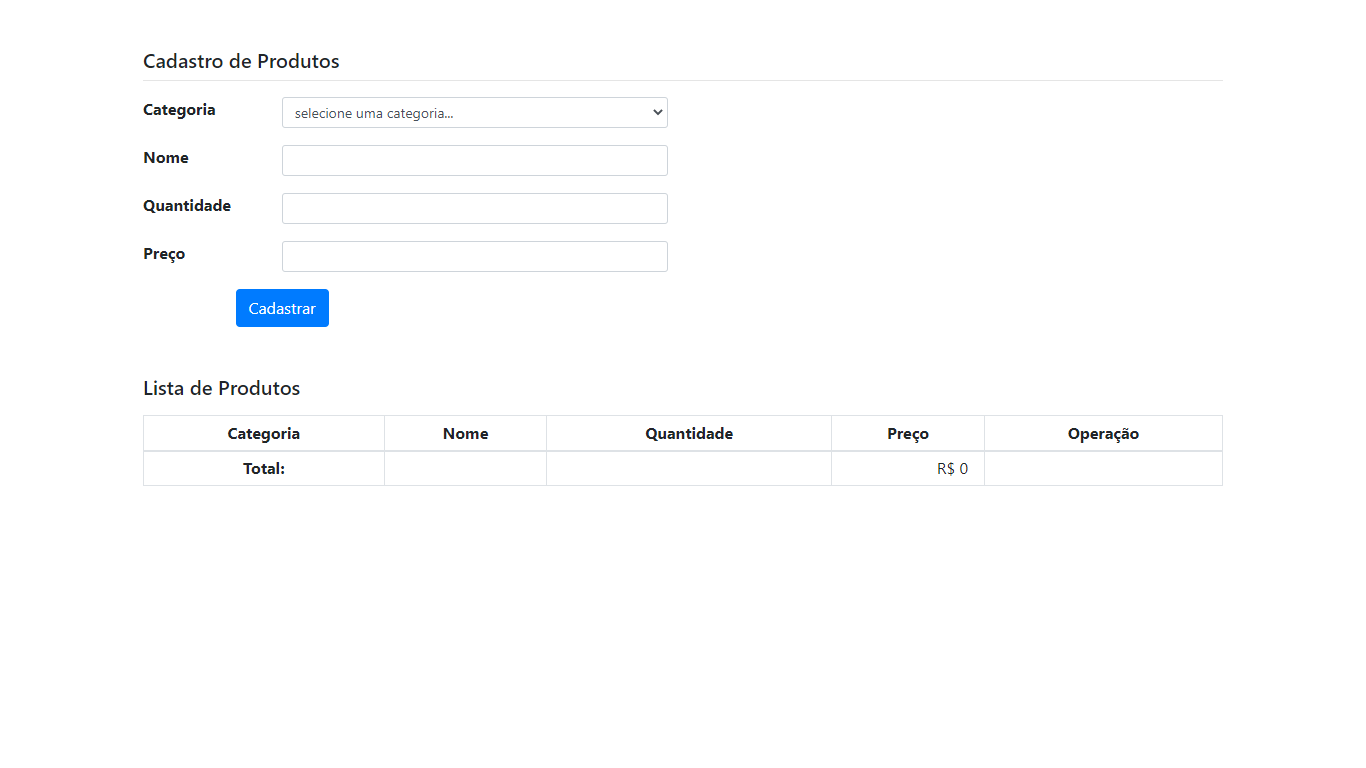 Cadastro de Produtos
Categoria selecione uma categoria...
Nome
Quantidade
Preço
Cadastrar
Lista de Produtos
Categoria Nome Quantidade Preço Operação
Total: R$ 0